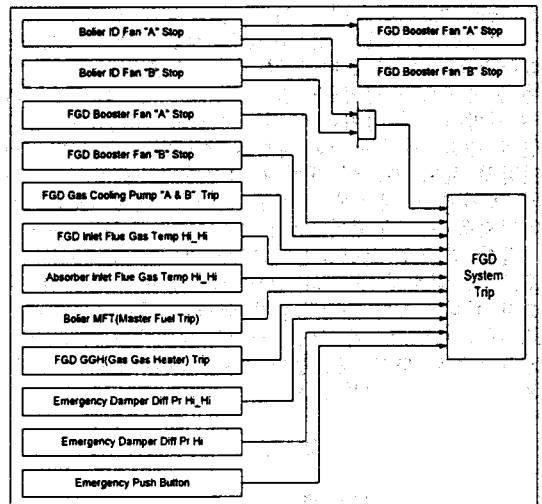 Bolier ID Fan "A" Stop
FGD Booster Fan "A" Stop
Bolier ID Fan "B" Stop
FGD Booster Fan "B" Stop
FGD Booster Fan "A" Stop
FGD Booster Fan "B" Stop
FGD Gas Cooling Pump "A & B" Trip
FGD Inlet Flue Gas Temp Hi_Hi
Absorber Inlet Flue Gas Temp Hi_Hi
Bolier MFT(Master Fuel Trip)
FGD GGH(Gas Gas Heater) Trip
Emergency Damper Diff Pr Hi_Hi
Emergency Damper Diff Pr Hi
Emergency Push Button
FGD
System
Trip